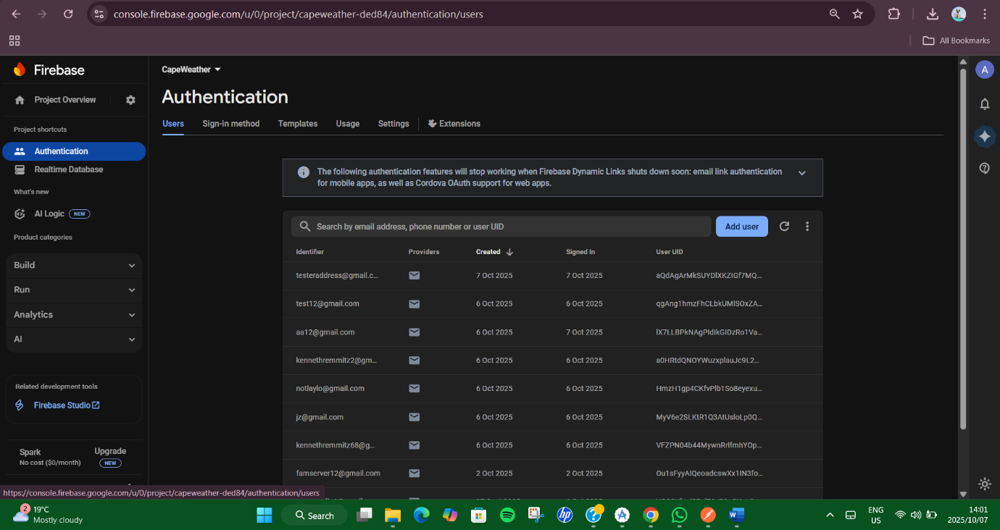 console.firebase.google.com/u/0/project/capeweather-ded84/authentication/users
All Bookmarks
Firebase
Project Overview
Project shortcuts
Authentication
Realtime Database
What's new
AI Logic NEW
Product categories
Build
Run
Analytics
AI
Related development tools
Firebase Studio
Spark
No cost ($0/month)
Upgrade
NEW
CapeWeather
Authentication
Users Sign-in method Templates Usage Settings Extensions
The following authentication features will stop working when Firebase Dynamic Links shuts down soon: email link authentication
for mobile apps, as well as Cordova OAuth support for web apps.
Search by email address, phone number or user UID
Add user
Identifier Providers Created Signed In User UID
testeraddress@gmail.c... 7 Oct 2025 7 Oct 2025 aQdAgArMkSUYDlXKZIGf7MQ...
test12@gmail.com 6 Oct 2025 6 Oct 2025 qgAng1hmzFhCLbkUMlSOxZA...
aa12@gmail.com 6 Oct 2025 7 Oct 2025 lX7LLBPkNAgPIdIkGIDzRo1Va...
kennethremmitz2@gm... 6 Oct 2025 6 Oct 2025 a0HRtdQNOYWuzxplauJc9L2...
notlaylo@gmail.com 6 Oct 2025 6 Oct 2025 HmzH1gp4CKfvPlb1So8eyexu...
jz@gmail.com 6 Oct 2025 6 Oct 2025 MyV6e2SLKtR1Q3AtUsloLp0Q...
kennethremmitz68@g... 6 Oct 2025 6 Oct 2025 VFZPN04b44MywnRrlfmhYOp...
famserver12@gmail.com 2 Oct 2025 2 Oct 2025 Ou1sFyyAIQeoadcswXx1IN3fo...
A
https://console.firebase.google.com/u/0/project/capeweather-ded84/authentication/users
2
19°C
Mostly cloudy
Search
ENG
US
14:01
2025/10/07